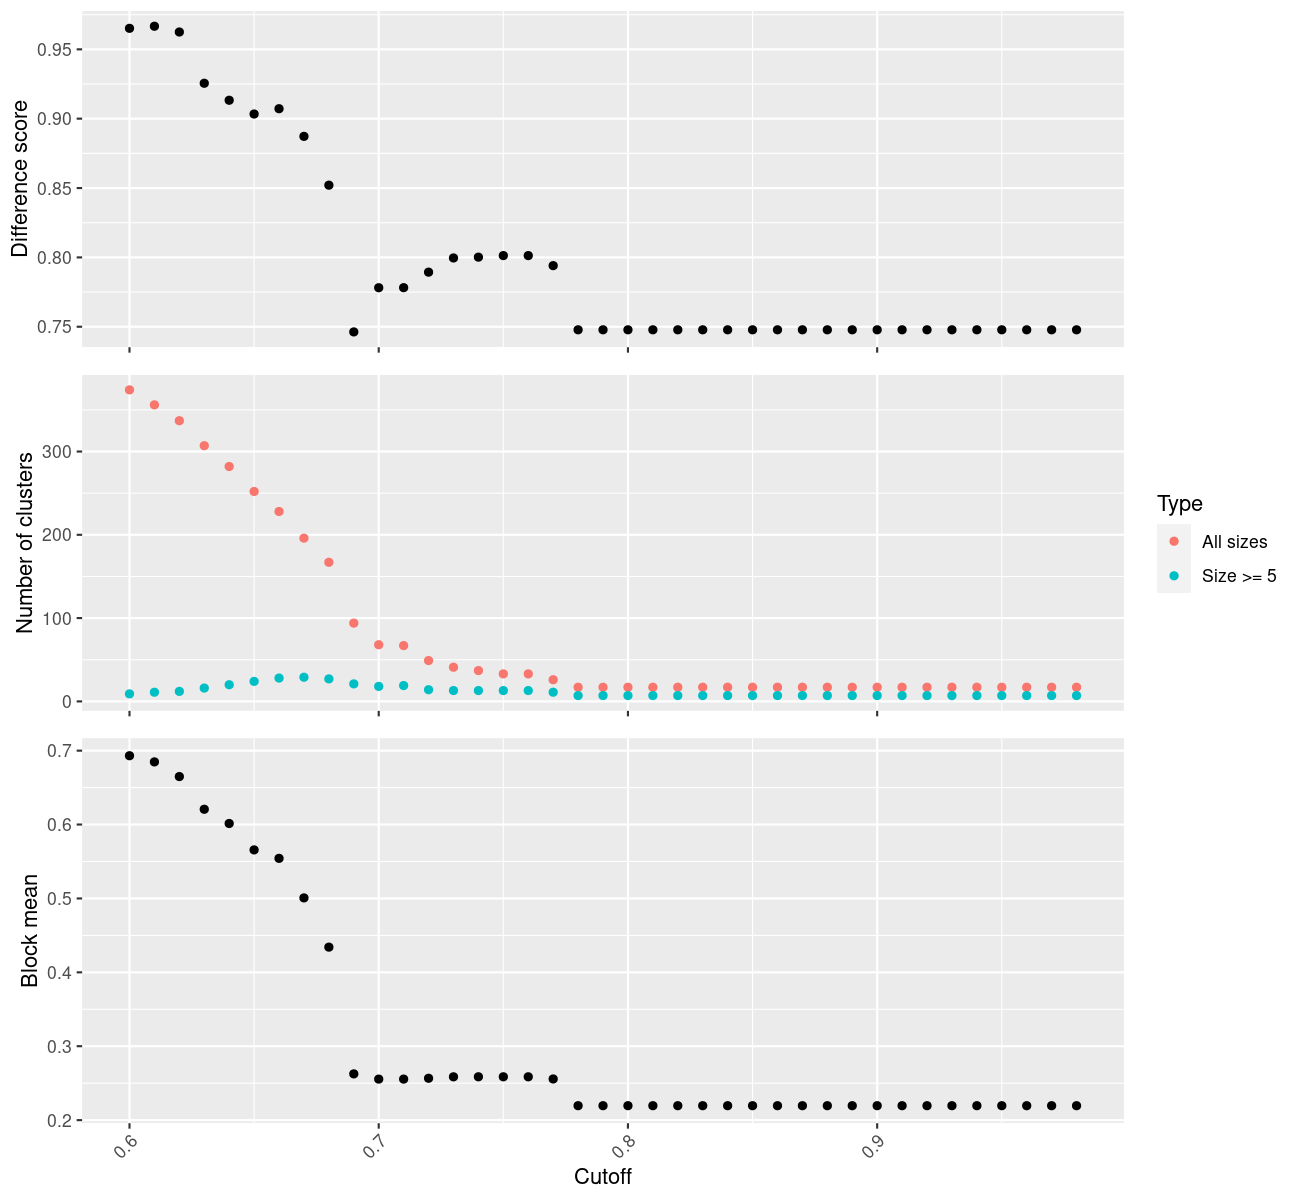 Difference score
0.95
0.90
0.85
0.80
0.75
Number of clusters
300
200
100
0
Type
All sizes
Size >= 5
Block mean
0.7
0.6
0.5
0.4
0.3
0.2
0.6 0.7 0.8 0.9
Cutoff